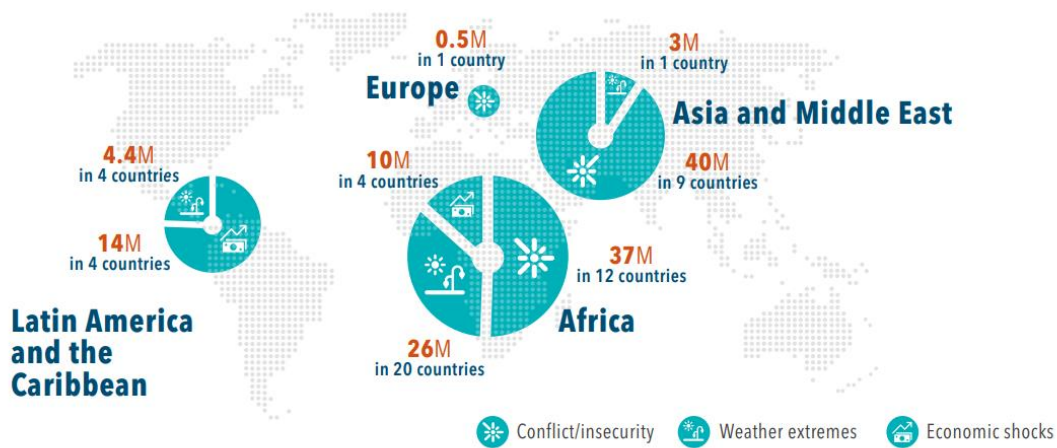 0.5M
in 1 country
Europe
3M
in 1 country
Asia and Middle East
40M
in 9 countries
4.4M
in 4 countries
14M
in 4 countries
Latin America
and the
Caribbean
10M
in 4 countries
37M
in 12 countries
Africa
26M
in 20 countries
Conflict/insecurity
Weather extremes
Economic shocks